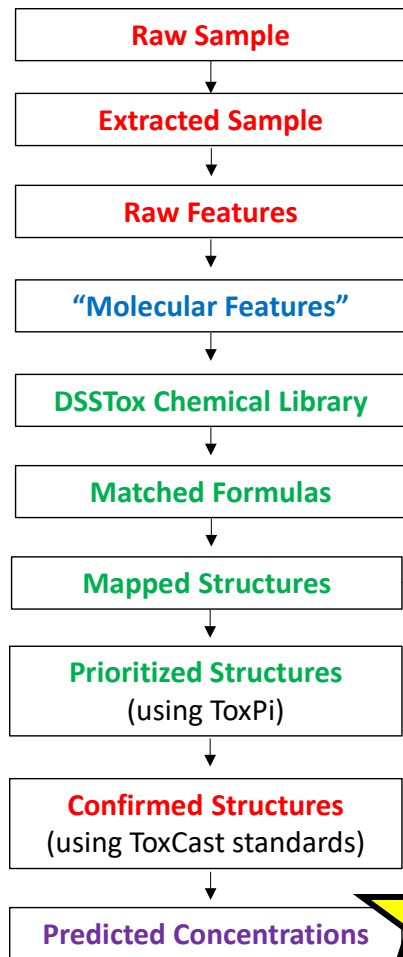 Raw Sample
Extracted Sample
Raw Features
“Molecular Features”
DSSTox Chemical Library
Matched Formulas
Mapped Structures
Prioritized Structures
(using ToxPi)
Confirmed Structures
(using ToxCast standards)
Predicted Concentrations